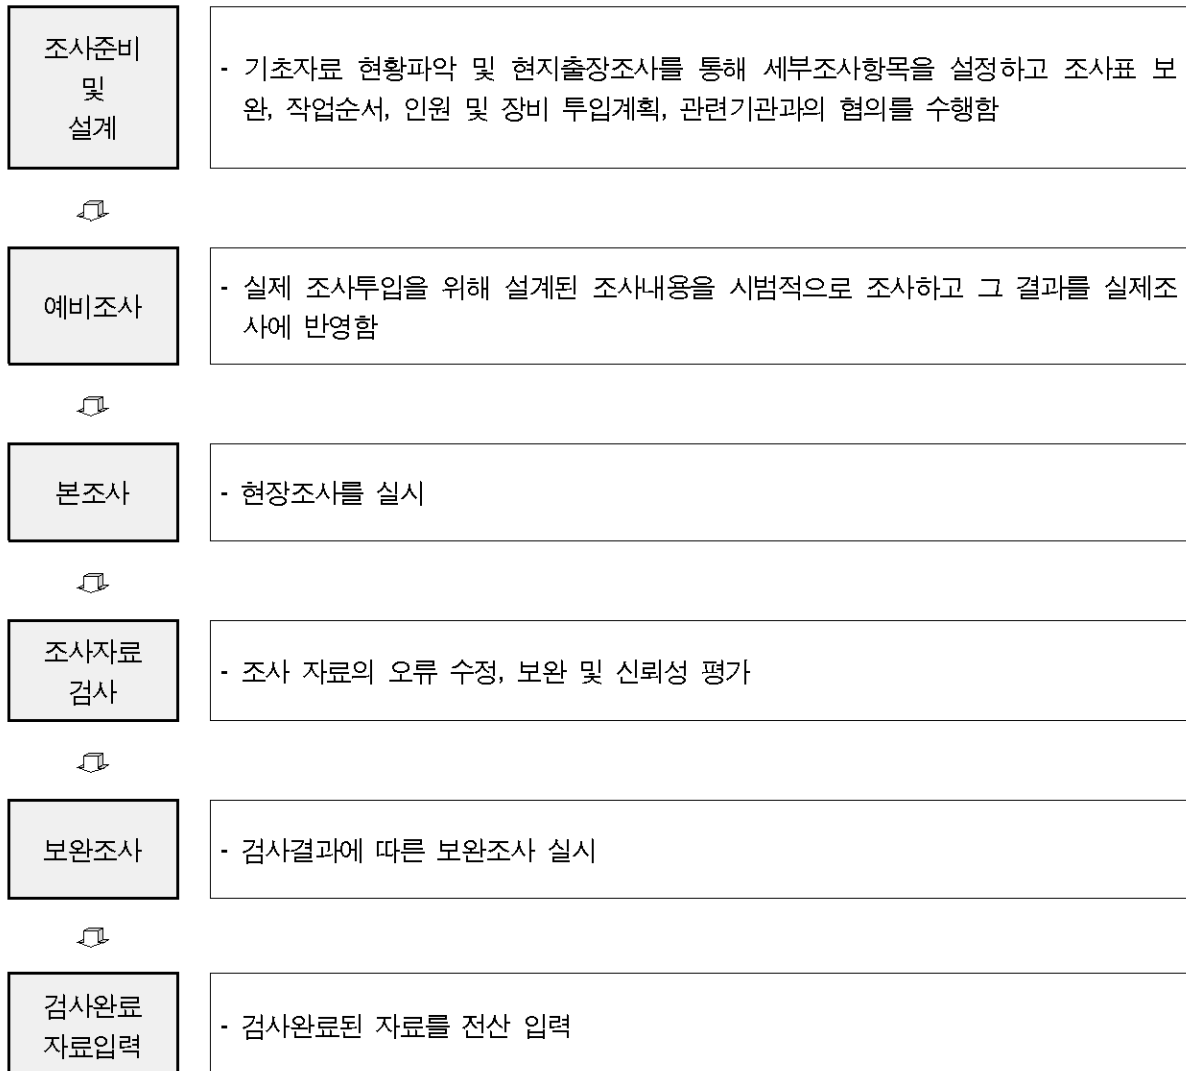 조사준비
및
설계
- 기초자료 현황파악 및 현지출장조사를 통해 세부조사항목을 설정하고 조사표 보
완, 작업순서, 인원 및 장비 투입계획, 관련기관과의 협의를 수행함
예비조사
- 실제 조사투입을 위해 설계된 조사내용을 시범적으로 조사하고 그 결과를 실제조
사에 반영함
본조사
- 현장조사를 실시
조사자료
검사
- 조사 자료의 오류 수정, 보완 및 신뢰성 평가
보완조사
- 검사결과에 따른 보완조사 실시
검사완료
자료입력
- 검사완료된 자료를 전산 입력